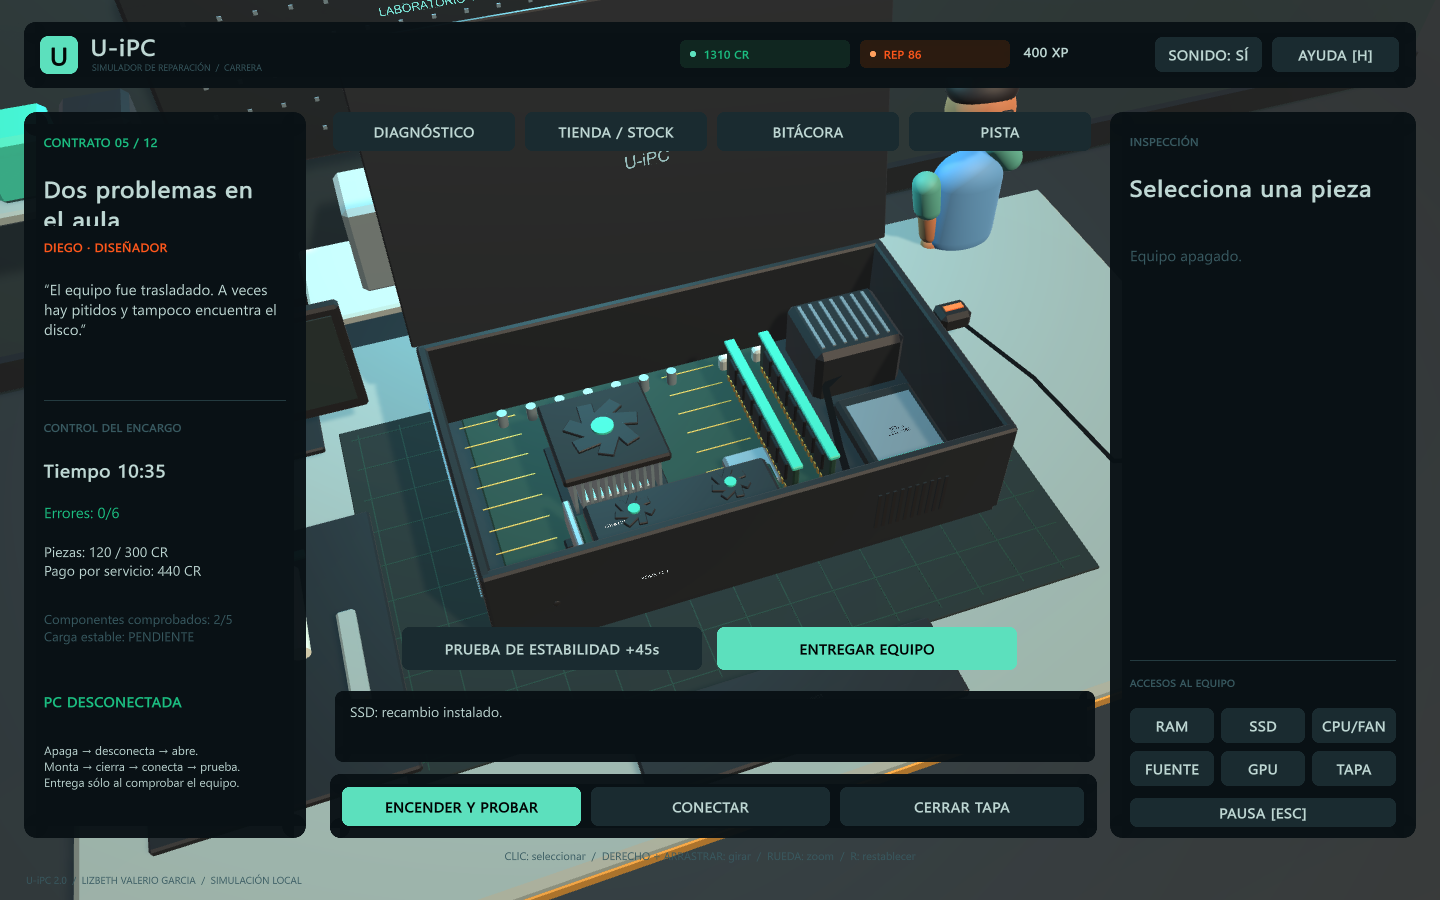 LABORATORIO
U
U-iPC
SIMULADOR DE REPARACIÓN / CARRERA
1310 CR
REP 86
400 XP
SONIDO: SÍ
AYUDA [H]
CONTRATO 05 / 12
Dos problemas en
el aula
DIEGO · DISEÑADOR
“El equipo fue trasladado. A veces
hay pitidos y tampoco encuentra el
disco.”
CONTROL DEL ENCARGO
Tiempo 10:35
Errores: 0/6
Piezas: 120 / 300 CR
Pago por servicio: 440 CR
Componentes comprobados: 2/5
Carga estable: PENDIENTE
PC DESCONECTADA
Apaga → desconecta → abre.
Monta → cierra → conecta → prueba.
Entrega sólo al comprobar el equipo.
DIAGNÓSTICO
TIENDA / STOCK
BITÁCORA
PISTA
U-iPC
PRUEBA DE ESTABILIDAD +45s
ENTREGAR EQUIPO
SSD: recambio instalado.
ENCENDER Y PROBAR
CONECTAR
CERRAR TAPA
INSPECCIÓN
Selecciona una pieza
Equipo apagado.
ACCESOS AL EQUIPO
RAM
SSD
CPU/FAN
FUENTE
GPU
TAPA
PAUSA [ESC]
CLIC: seleccionar / DERECHO + ARRASTRAR: girar / RUEDA: zoom / R: restablecer
U-iPC 2.0 / LIZBETH VALERIO GARCIA / SIMULACIÓN LOCAL